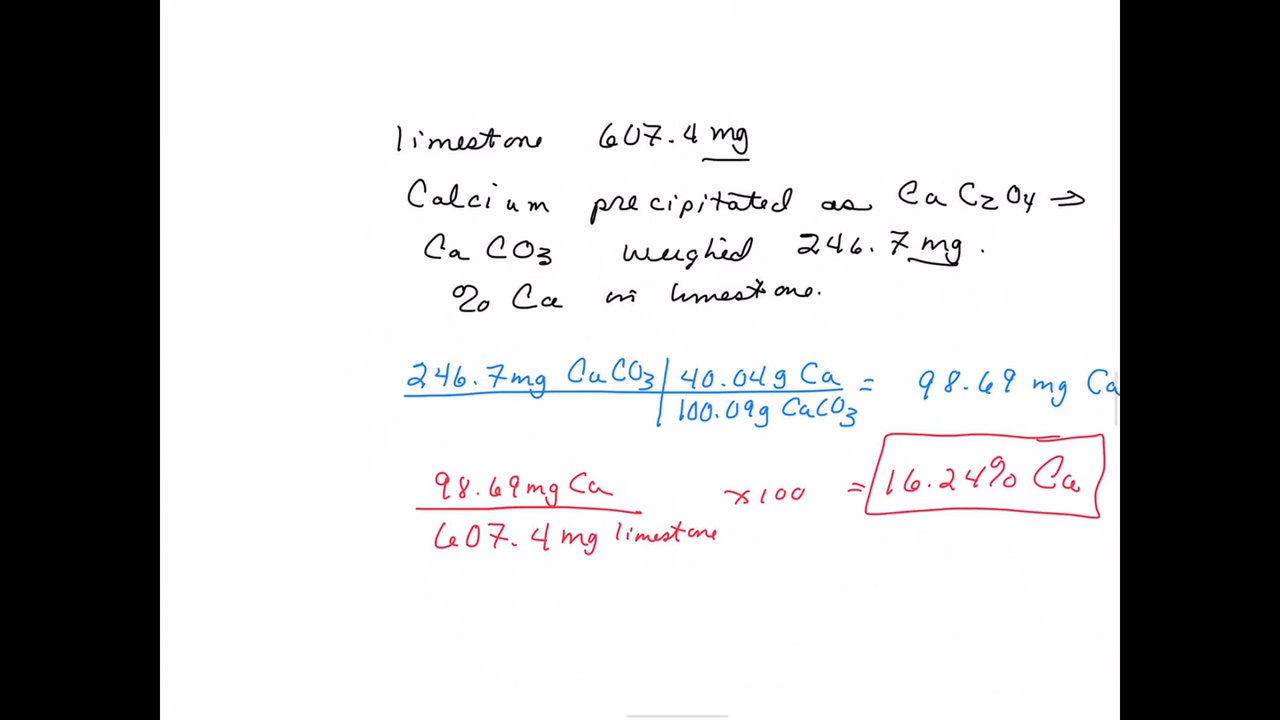 limestone 607.4 mg
Calcium precipitated as CaC2O4 ⇒
CaCO3 weighed 246.7 mg.
% Ca in limestone.
246.7mg CaCO3 | 40.04g Ca = 98.69 mg Ca
100.09g CaCO3
98.69mg Ca
x100 = 16.24% Ca
607.4mg limestone